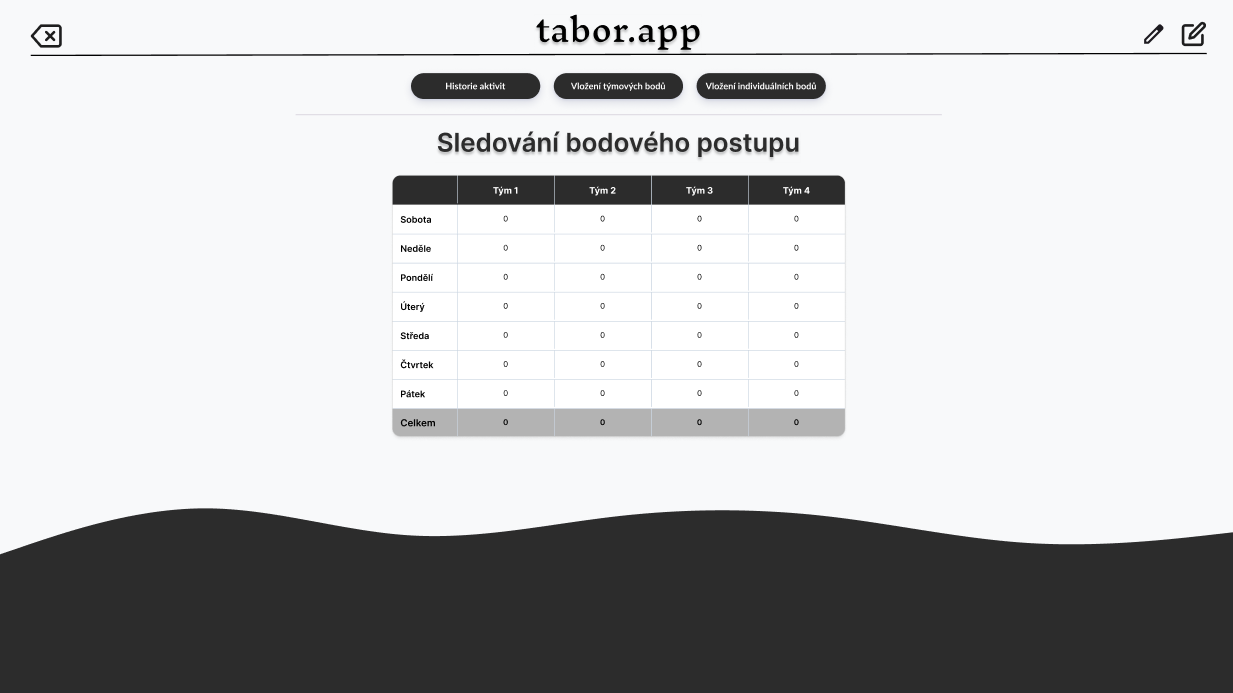 tabor.app
Historie aktivit
Vložení týmových bodů
Vložení individuálních bodů
Sledování bodového postupu
Tým 1 Tým 2 Tým 3 Tým 4
Sobota 0 0 0 0
Neděle 0 0 0 0
Pondělí 0 0 0 0
Úterý 0 0 0 0
Středa 0 0 0 0
Čtvrtek 0 0 0 0
Pátek 0 0 0 0
Celkem 0 0 0 0